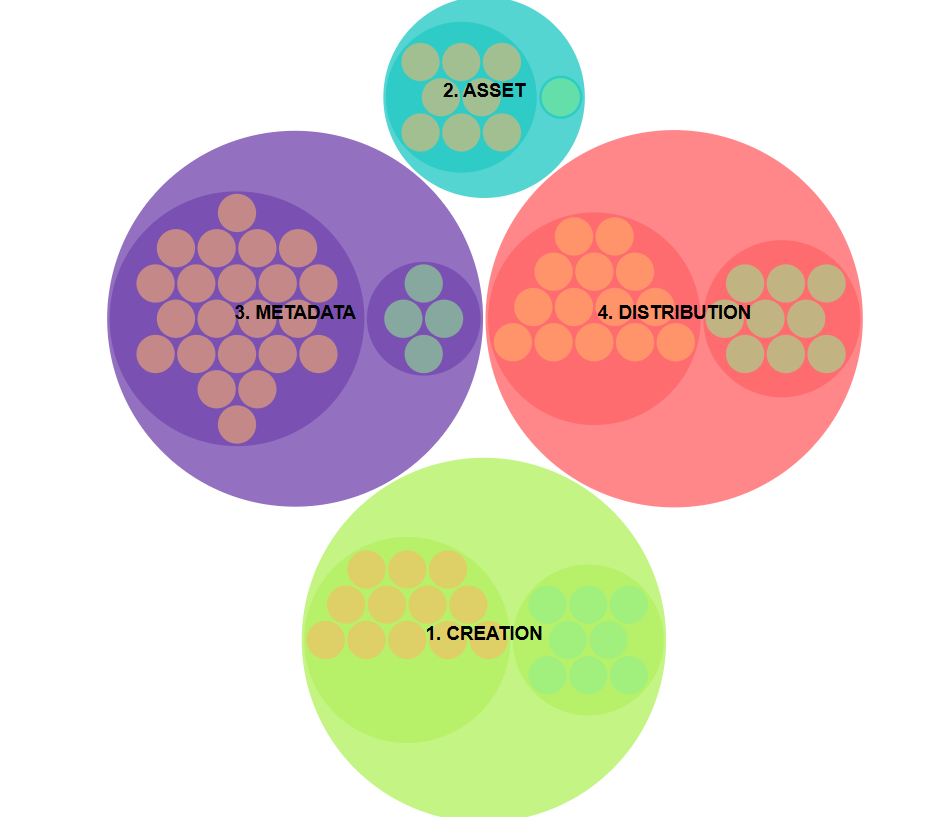 2. ASSET
3. METADATA
4. DISTRIBUTION
1. CREATION